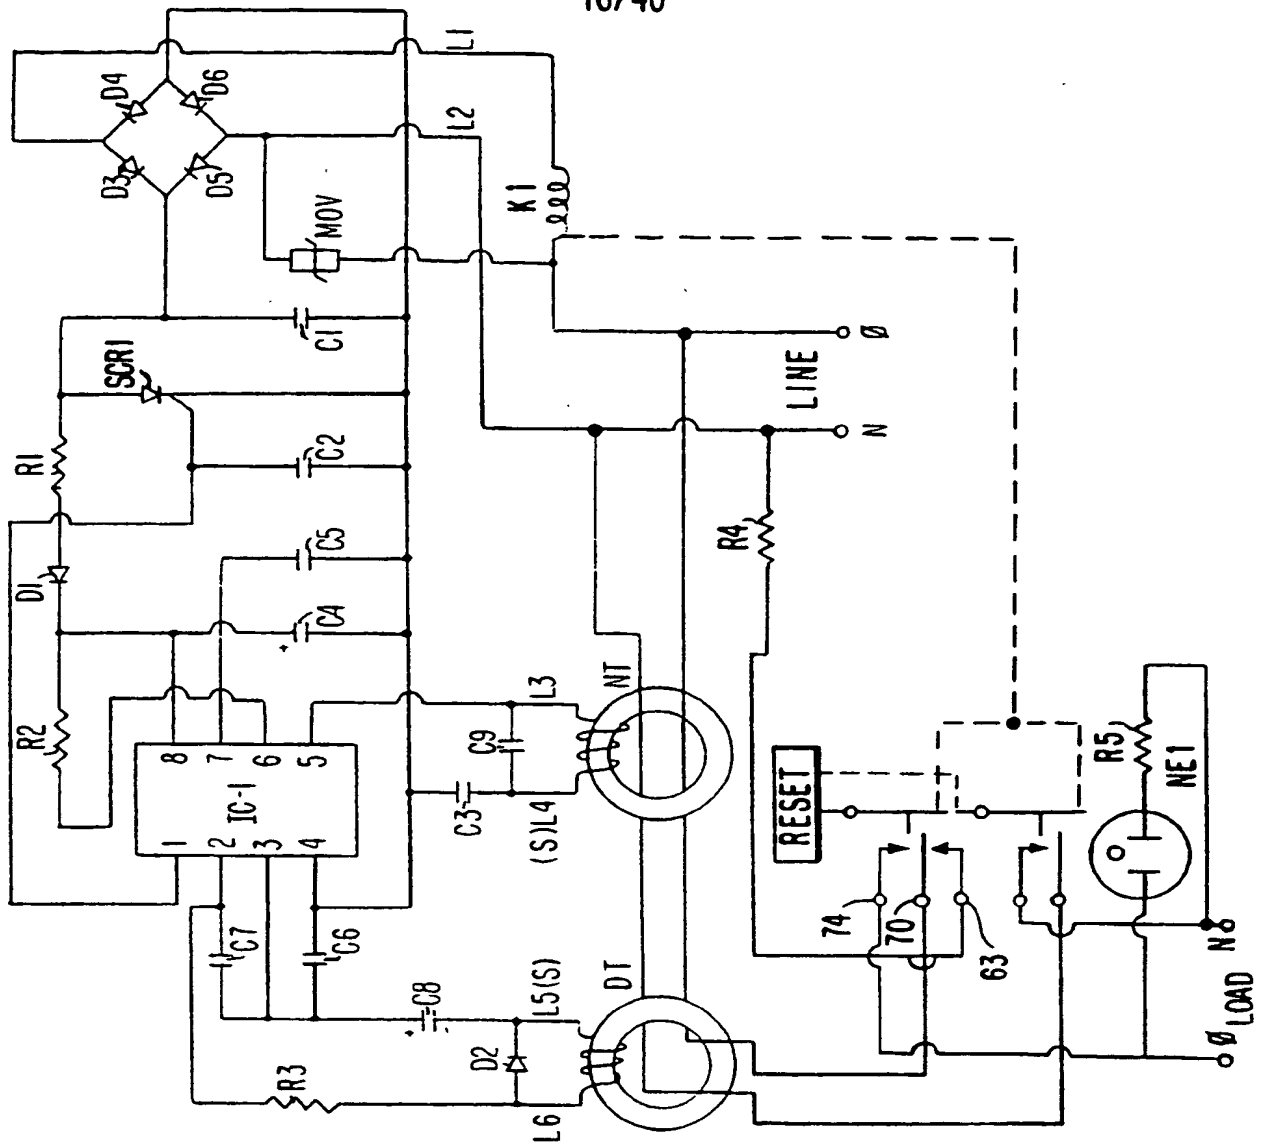 16/40
L1
D4
D6
L2
D3
D5
K1
MOV
C1
SCR1
LINE
Ø
N
R1
C2
C5
R4
D1
C4
+
R2
L3
NT
8
7
6
5
IC-1
1
2
3
4
C9
C3
(S)L4
RESET
R5
NE1
C7
C6
74
70
63
DT
L5(S)
C8
+
D2
R3
L6
N
Ø
LOAD